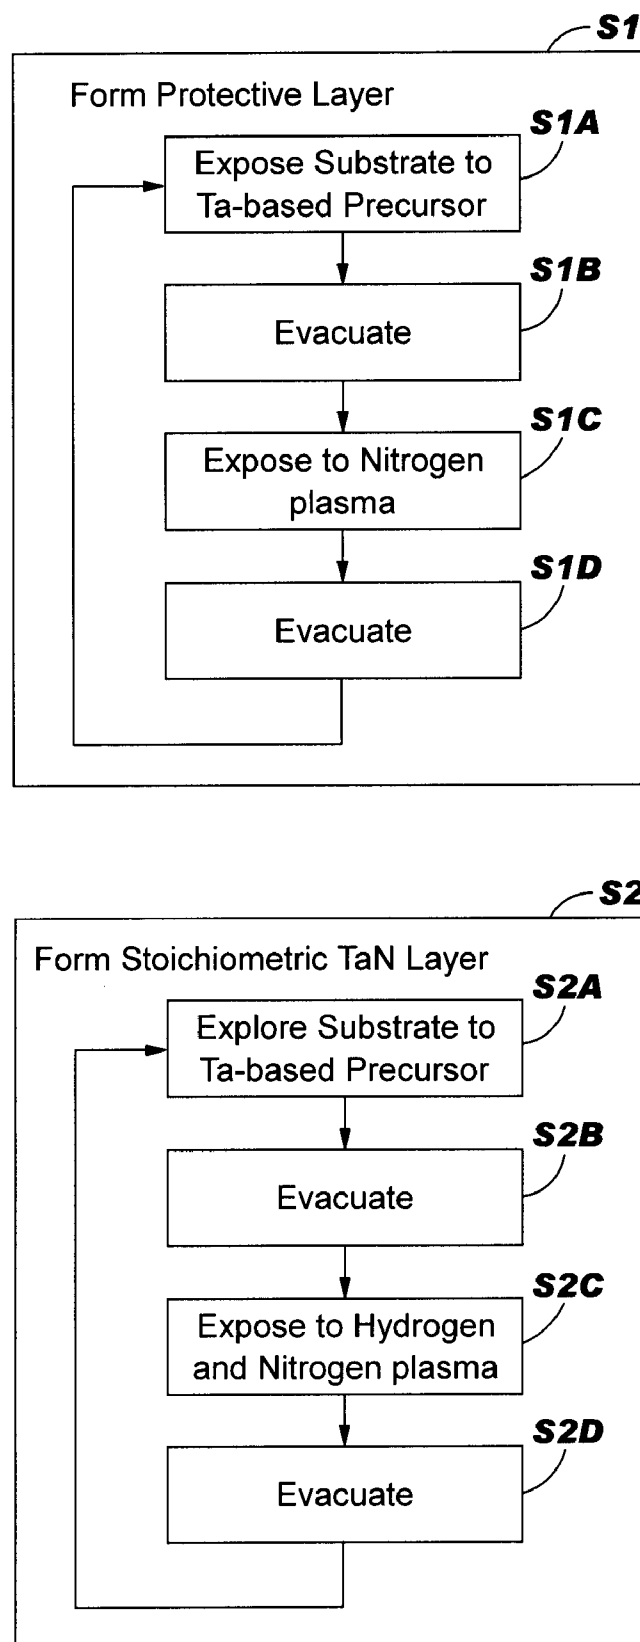 S1
Form Protective Layer
S1A
Expose Substrate to
Ta-based Precursor
S1B
Evacuate
S1C
Expose to Nitrogen
plasma
S1D
Evacuate
S2
Form Stoichiometric TaN Layer
S2A
Explore Substrate to
Ta-based Precursor
S2B
Evacuate
S2C
Expose to Hydrogen
and Nitrogen plasma
S2D
Evacuate